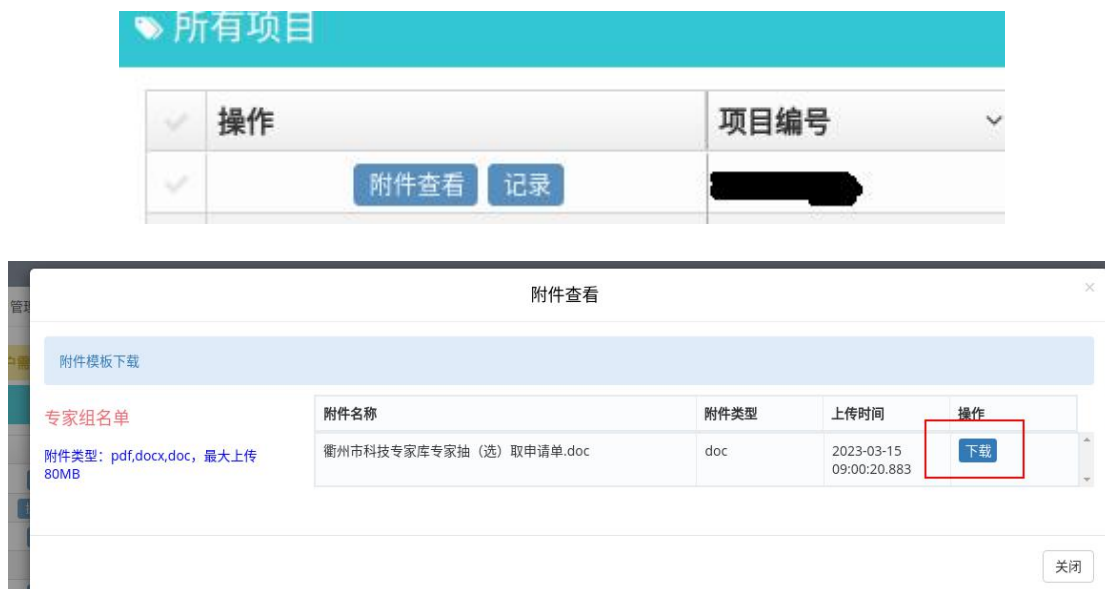 所有项目
操作
项目编号
附件查看
记录
附件查看
×
管理
附件模板下载
专家组名单
附件类型：pdf,docx,doc，最大上传
80MB
附件名称
附件类型
上传时间
操作
衢州市科技专家库专家抽（选）取申请单.doc
doc
2023-03-15
09:00:20.883
下载
关闭